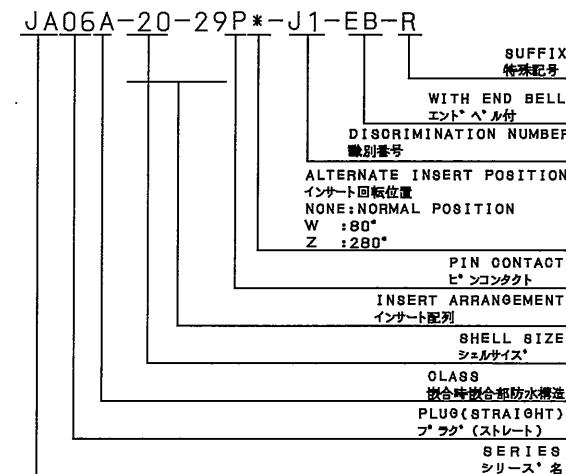 JA06A-20-29P*-J1-EB-R
SUFFIX
特殊記号
WITH END BELL
エンドベル付
DISCRIMINATION NUMBER
識別番号
ALTERNATE INSERT POSITION
インサート回転位置
NONE:NORMAL POSITION
W :80°
Z :280°
PIN CONTACT
ピンコンタクト
INSERT ARRANGEMENT
インサート配列
SHELL SIZE
シェルサイズ
CLASS
嵌合時嵌合部防水構造
PLUG(STRAIGHT)
プラグ(ストレート)
SERIES
シリーズ名